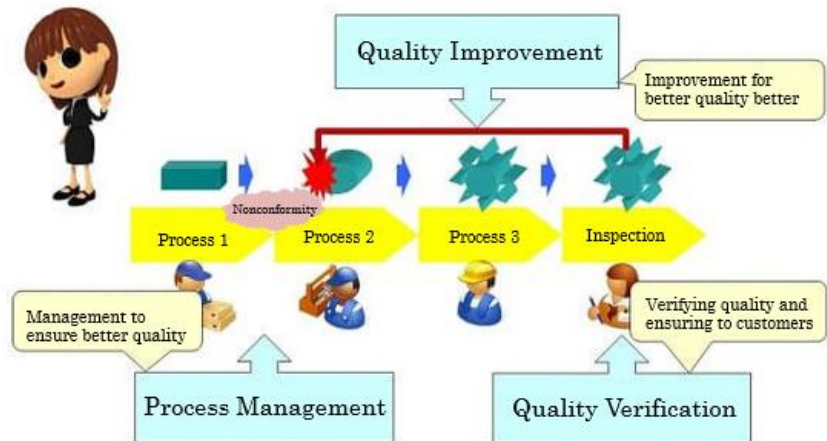 Quality Improvement
Improvement for
better quality better
Nonconformity
Process 1
Process 2
Process 3
Inspection
Management to
ensure better quality
Verifying quality and
ensuring to customers
Process Management
Quality Verification